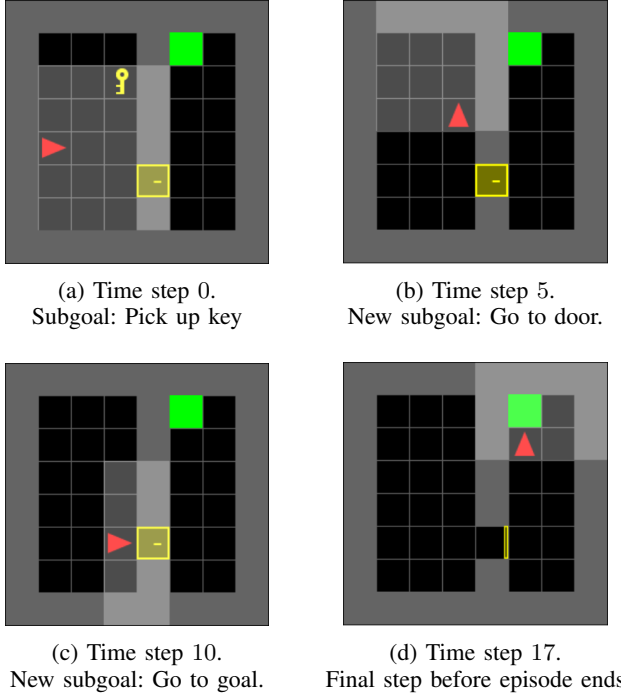 (a) Time step 0.
Subgoal: Pick up key
(b) Time step 5.
New subgoal: Go to door.
(c) Time step 10.
New subgoal: Go to goal.
(d) Time step 17.
Final step before episode ends